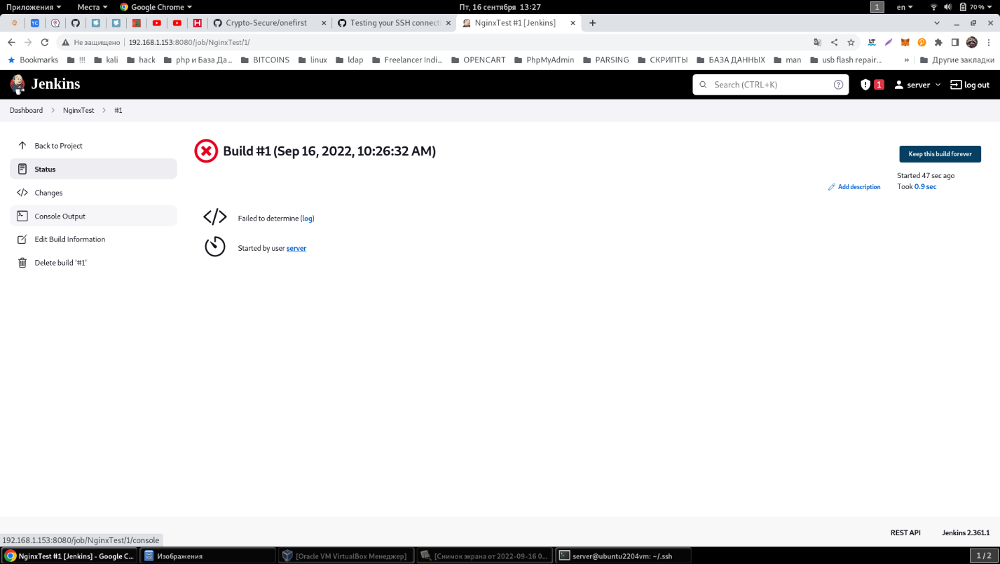 Приложения Места Google Chrome Пт, 16 сентября 13:27 1 en 70 %
YC H Crypto-Secure/onefirst Testing your SSH connecti NginxTest #1 [Jenkins]
Не защищено 192.168.1.153:8080/job/NginxTest/1/ LT
Bookmarks !!! kali hack php и База Да... BITCOINS linux ldap Freelancer Indi... OPENCART PhpMyAdmin PARSING СКРИПТЫ БАЗА ДАННЫХ man usb flash repair... » Другие закладки
Jenkins Search (CTRL+K) ? 1 server log out
Dashboard NginxTest #1
Back to Project
Status
Changes
Console Output
Edit Build Information
Delete build '#1'
Build #1 (Sep 16, 2022, 10:26:32 AM)
Keep this build forever
Started 47 sec ago
Add description Took 0.9 sec
Failed to determine (log)
Started by user server
REST API Jenkins 2.361.1
192.168.1.153:8080/job/NginxTest/1/console
NginxTest #1 [Jenkins] - Google C... Изображения [Oracle VM VirtualBox Менеджер] [Снимок экрана от 2022-09-16 0... server@ubuntu2204vm: ~/.ssh 1 / 2